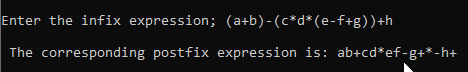 Enter the infix expression; (a+b)-(c*d*(e-f+g))+h
The corresponding postfix expression is: ab+cd*ef-g+*-h+